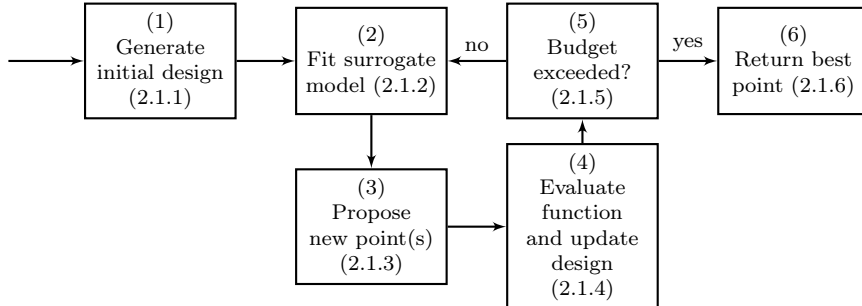 (1)
Generate
initial design
(2.1.1)
(2)
Fit surrogate
model (2.1.2)
no
(5)
Budget
exceeded?
(2.1.5)
yes
(6)
Return best
point (2.1.6)
(3)
Propose
new point(s)
(2.1.3)
(4)
Evaluate
function
and update
design
(2.1.4)